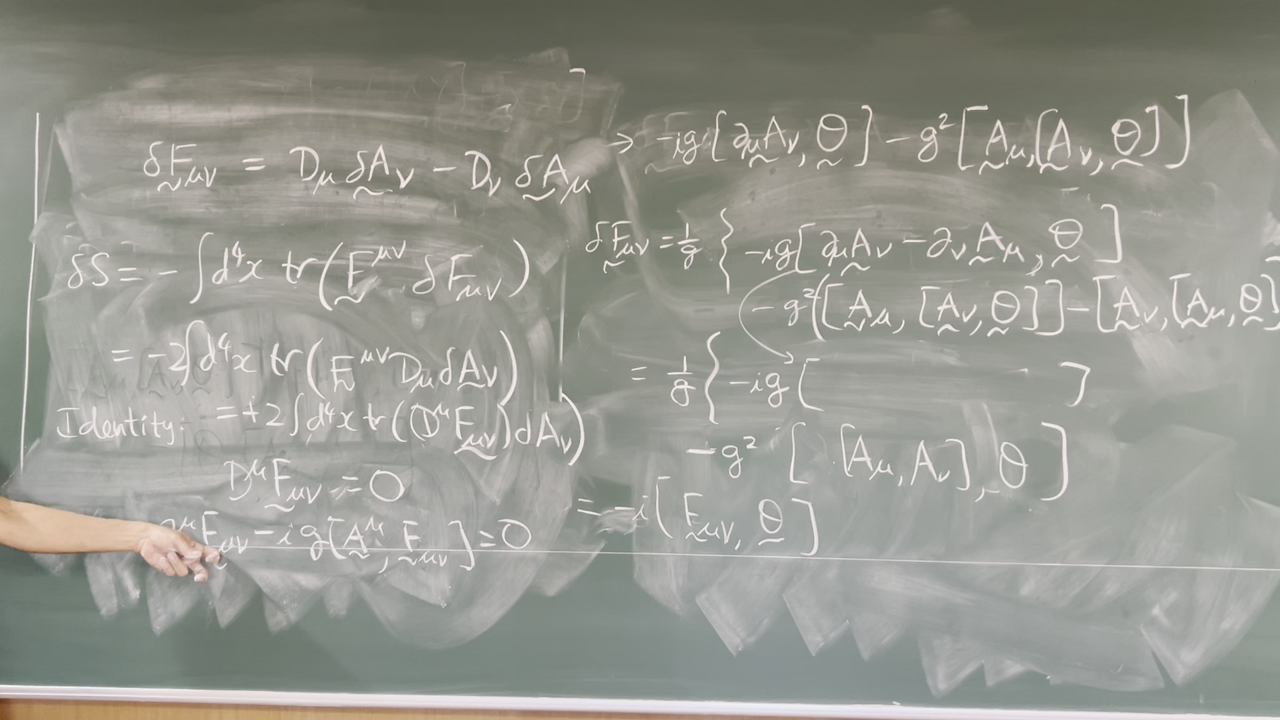 δF_μν = D_μ δA_ν − D_ν δA_μ
δS = − ∫d⁴x tr(F^μν δF_μν)
= −2∫d⁴x tr(F^μν D_μ δA_ν)
Identity: = +2∫d⁴x tr((D^μ F_μν)dA_ν)
D^μ F_μν = 0
∂^μ F_μν − ig[A^μ, F_μν] = 0
→ −ig[∂_μ A_ν, θ] − g²[A_μ,[A_ν, θ]]
δF_μν = 1/g { −ig[∂_μ A_ν − ∂_ν A_μ, θ]
− g²([A_μ, [A_ν, θ]] − [A_ν, [A_μ, θ]
= 1/g { −ig [ ]
− g² [ [A_μ, A_ν], θ ]
= −i[F_μν, θ]